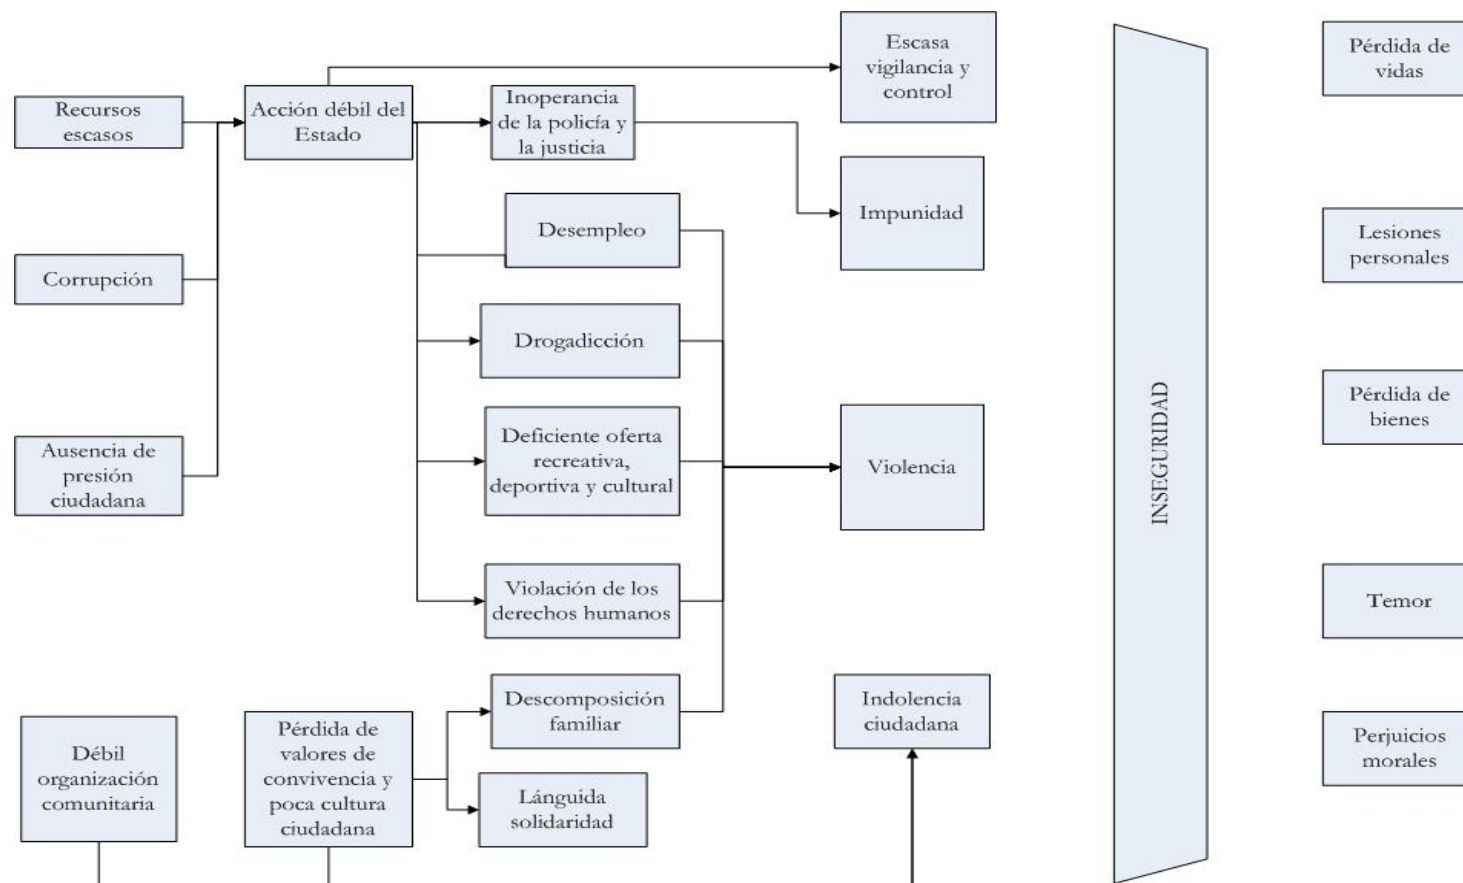 Recursos
escasos
Corrupción
Ausencia de
presión
ciudadana
Débil
organización
comunitaria
Acción débil del
Estado
Pérdida de
valores de
convivencia y
poca cultura
ciudadana
Inoperancia
de la policía y
la justicia
Desempleo
Drogadicción
Deficiente oferta
recreativa,
deportiva y cultural
Violación de los
derechos humanos
Descomposición
familiar
Lánguida
solidaridad
Escasa
vigilancia y
control
Impunidad
Violencia
Indolencia
ciudadana
INSEGURIDAD
Pérdida de
vidas
Lesiones
personales
Pérdida de
bienes
Temor
Perjuicios
morales